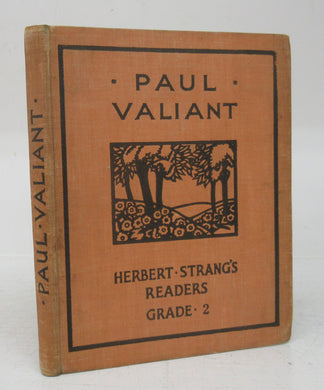 · PAUL ·
VALIANT
HERBERT · STRANG'S
READERS
GRADE · 2
· PAUL · VALIANT ·